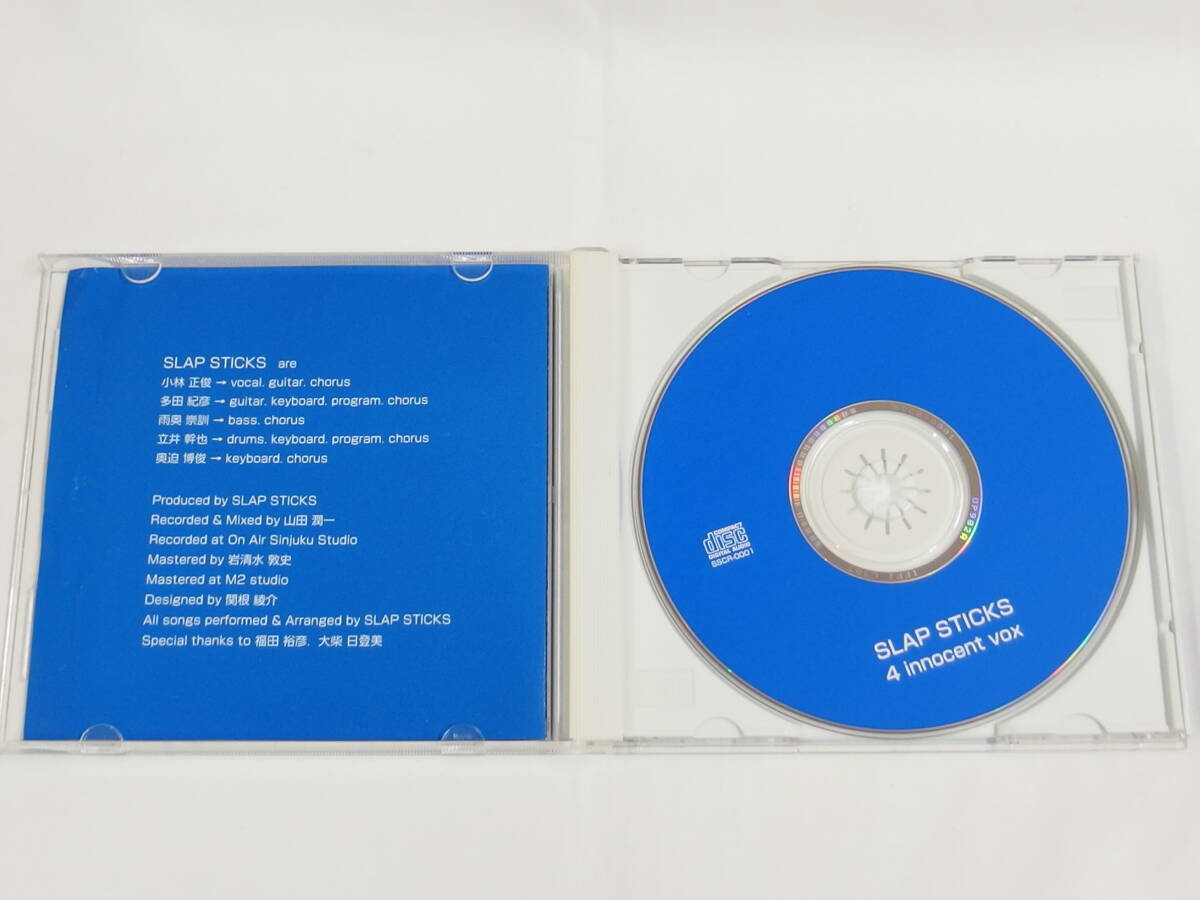 SLAP STICKS are
小林 正俊 → vocal. guitar. chorus
多田 紀彦 → guitar. keyboard. program. chorus
雨奥 崇訓 → bass. chorus
立井 幹也 → drums. keyboard. program. chorus
奥迫 博俊 → keyboard. chorus
Produced by SLAP STICKS
Recorded & Mixed by 山田 潤一
Recorded at On Air Sinjuku Studio
Mastered by 岩清水 敦史
Mastered at M2 studio
Designed by 関根 綾介
All songs performed & Arranged by SLAP STICKS
Special thanks to 福田 裕彦. 大柴 日登美
COMPACT
disc
DIGITAL AUDIO
SSCR-0001
SLAP STICKS
4 innocent vox